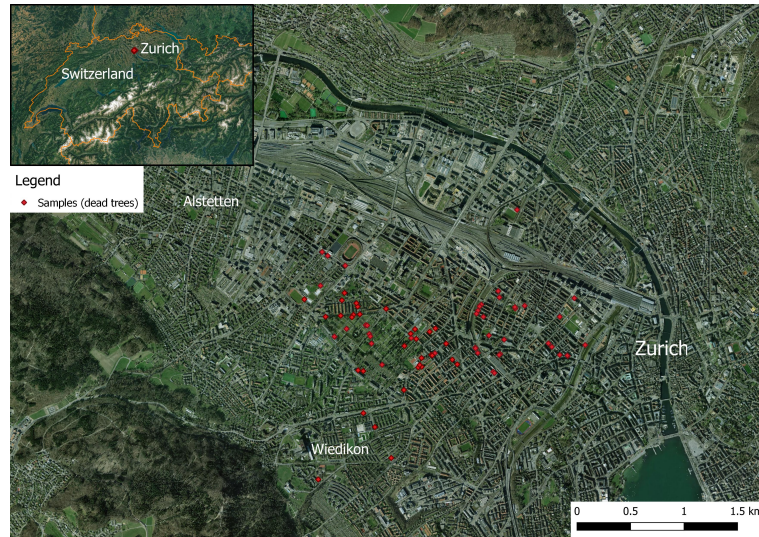 Zurich
Switzerland
Legend
Samples (dead trees)
Alstetten
Zurich
Wiedikon
0 0.5 1 1.5 km